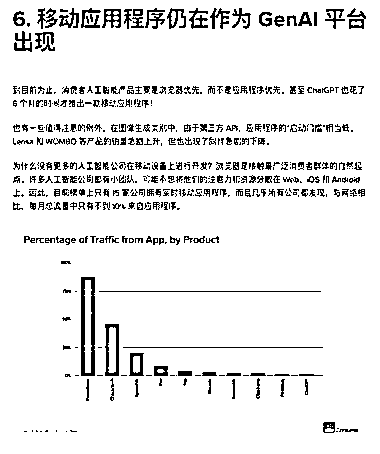 6. 移动应用程序仍在作为 GenAI 平台
出现
到目前为止，消费者人工智能产品主要是浏览器优先，而不是应用程序优先。甚至 ChatGPT 也花了
6 个月的时间才推出一款移动应用程序！
也有一些值得注意的例外。在图像生成类别中，由于第三方 API，应用程序的“启动门槛”相当低。
Lensa 和 WOMBO 等产品的销量急剧上升，但也出现了如此急剧的下降。
为什么没有更多的人工智能公司在移动设备上进行开发？浏览器是接触最广泛消费者群体的自然起
点。许多人工智能公司都有小团队，可能不想将他们的注意力和资源分散在 Web、iOS 和 Android
上。因此，目前榜单上只有 15 家公司拥有实时移动应用程序，而且几乎所有公司都发现，与网络相
比，每月总流量中只有不到 10% 来自应用程序。
Percentage of Traffic from App, by Product
100%
75%
50%
25%
0%